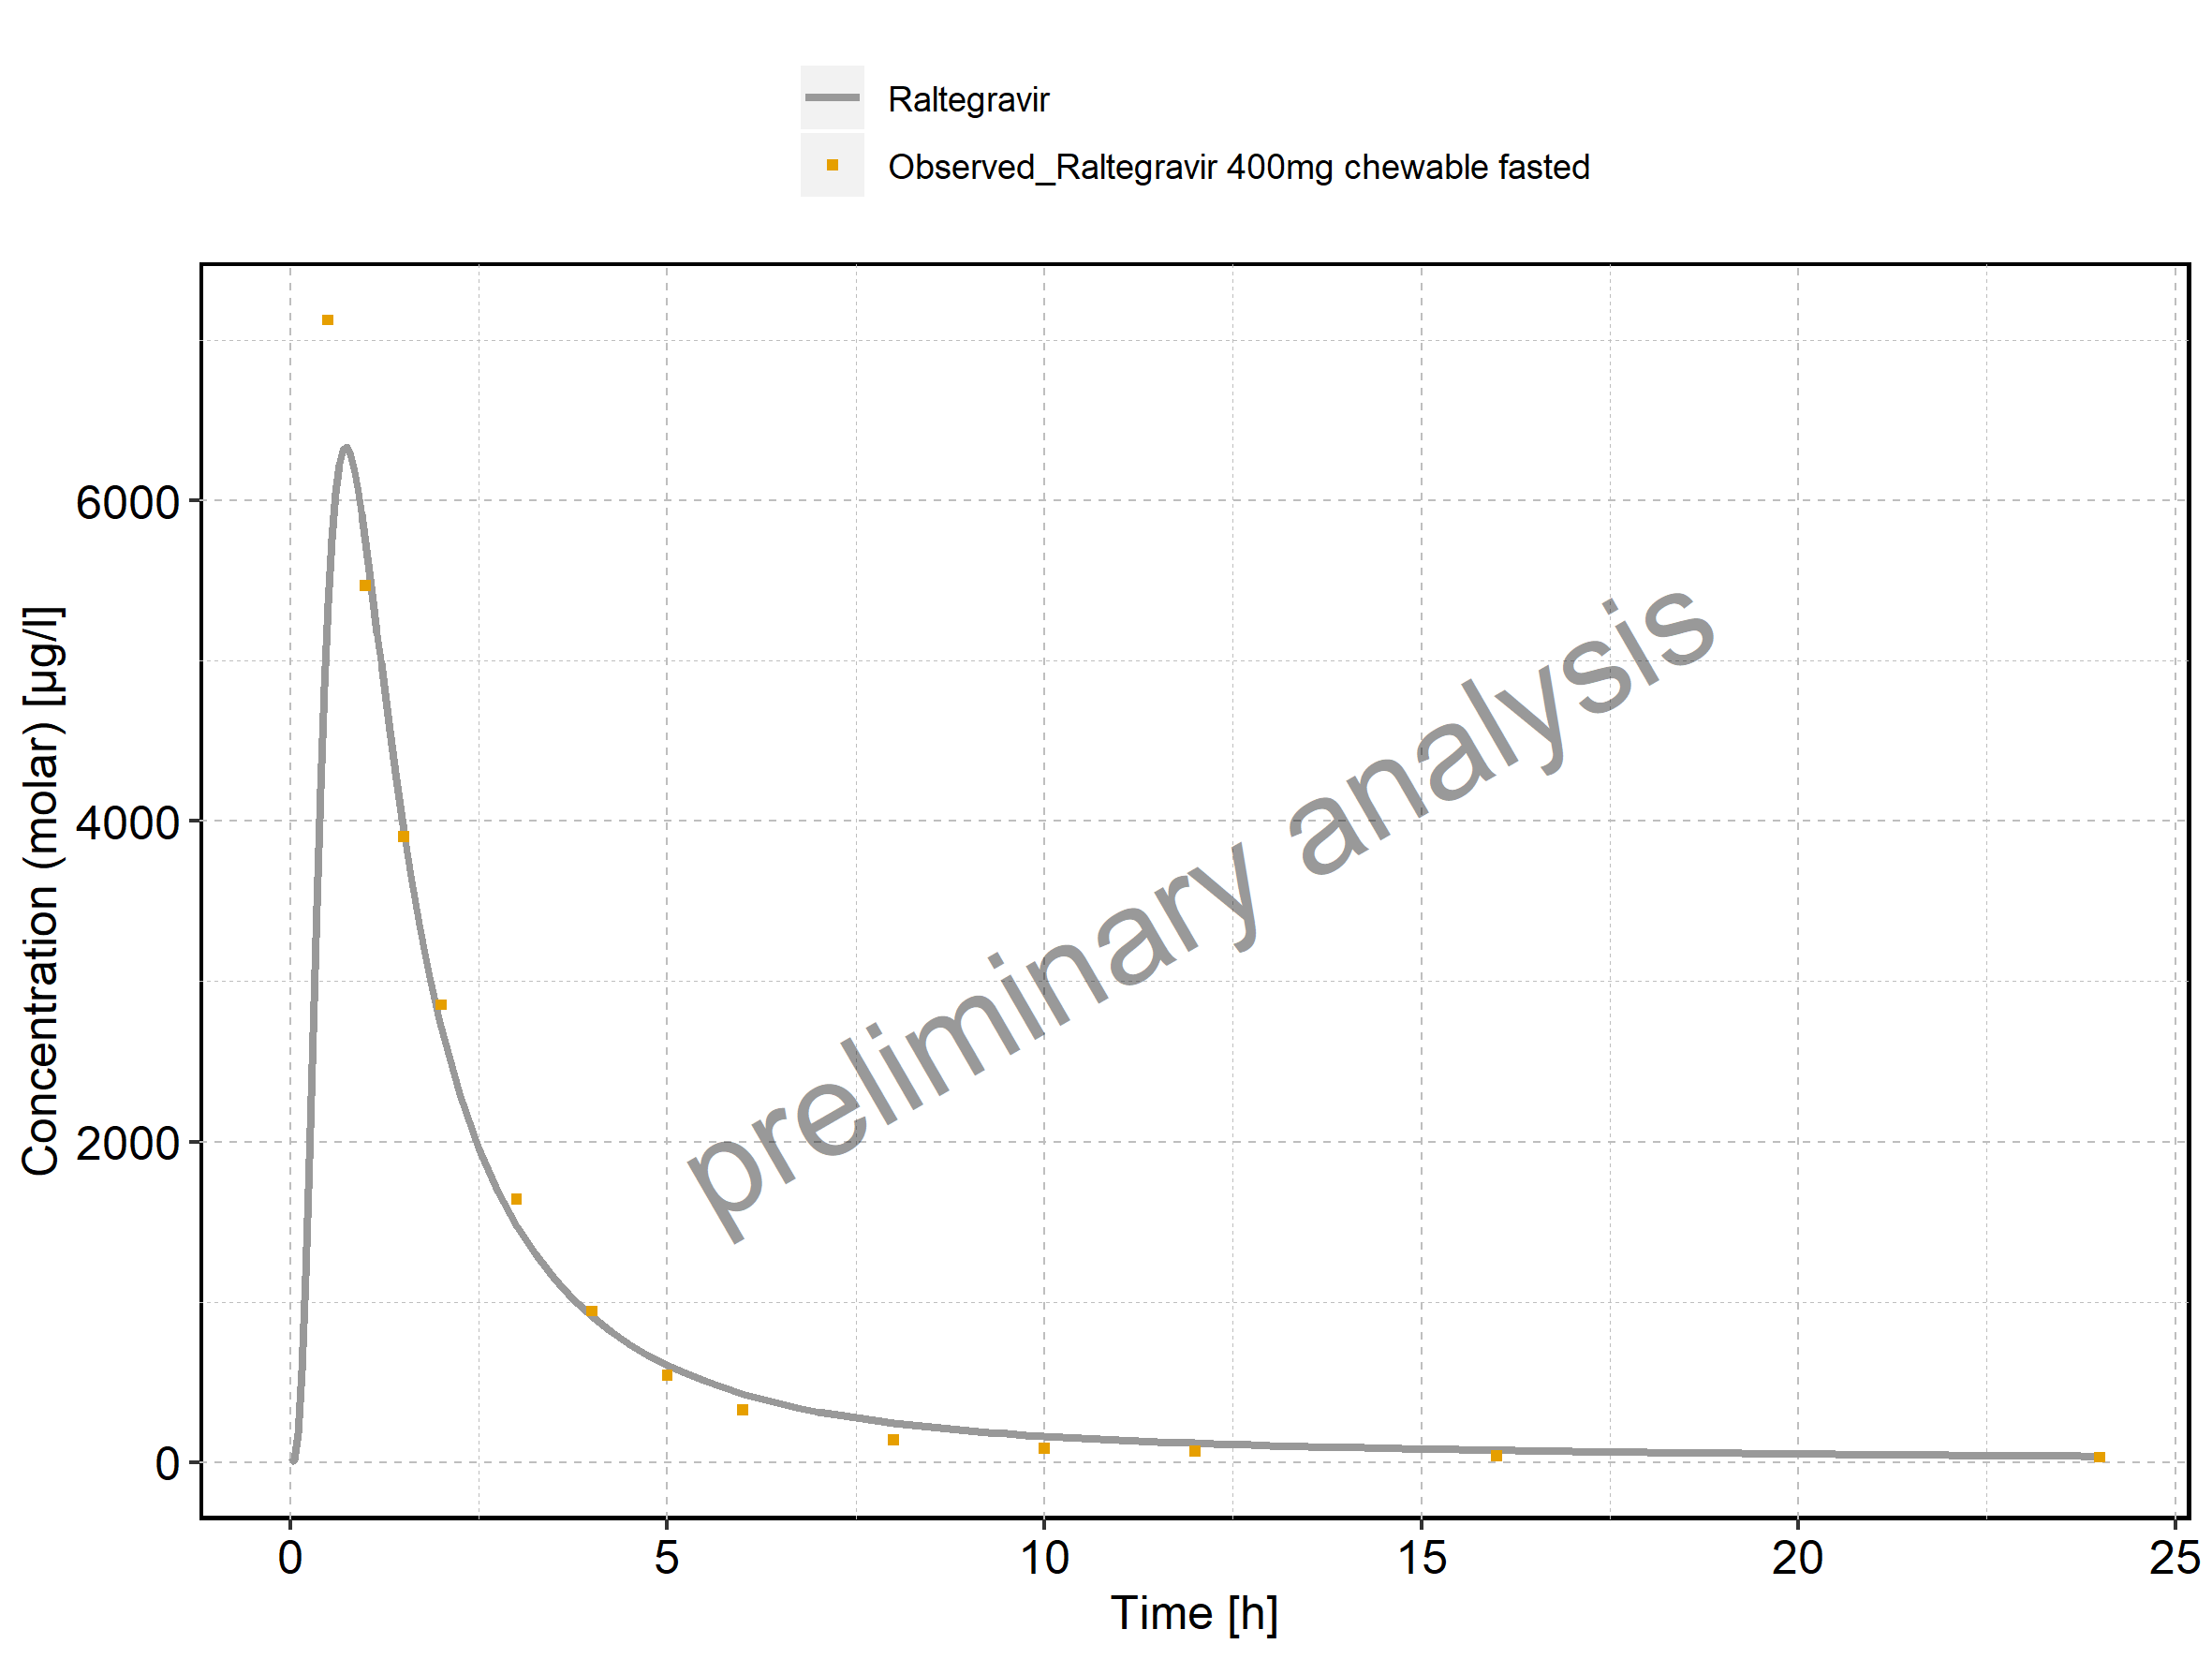 Raltegravir
Observed_Raltegravir 400mg chewable fasted
Concentration (molar) [µg/l]
6000
4000
2000
0
preliminary analysis
0 5 10 15 20 25
Time [h]